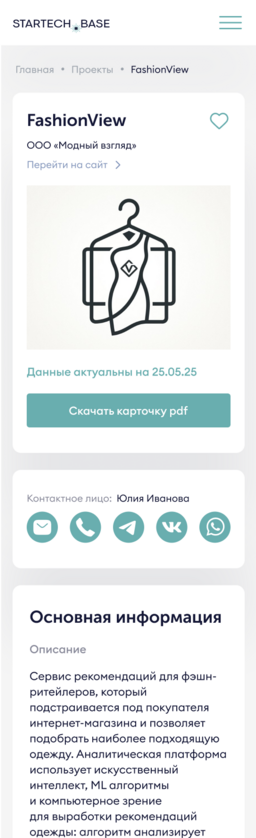 STARTECH.BASE
Главная • Проекты • FashionView
FashionView
ООО «Модный взгляд»
Перейти на сайт
Данные актуальны на 25.05.25
Скачать карточку pdf
Контактное лицо: Юлия Иванова
Основная информация
Описание
Сервис рекомендаций для фэшн-
ритейлеров, который
подстраивается под покупателя
интернет-магазина и позволяет
подобрать наиболее подходящую
одежду. Аналитическая платформа
использует искусственный
интеллект, ML алгоритмы
и компьютерное зрение
для выработки рекомендаций
одежды: алгоритм анализирует